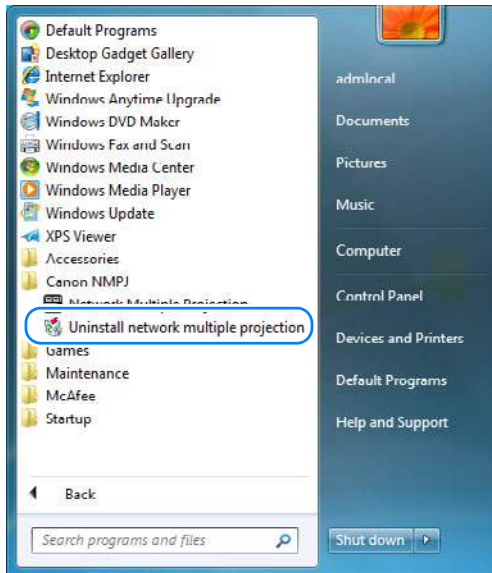 Default Programs
Desktop Gadget Gallery
Internet Explorer
Windows Anytime Upgrade
Windows DVD Maker
Windows Fax and Scan
Windows Media Center
Windows Media Player
Windows Update
XPS Viewer
Accessories
Canon NMPJ
Network Multiple Projection
Uninstall network multiple projection
Games
Maintenance
McAfee
Startup
Back
Search programs and files
admlocal
Documents
Pictures
Music
Computer
Control Panel
Devices and Printers
Default Programs
Help and Support
Shut down